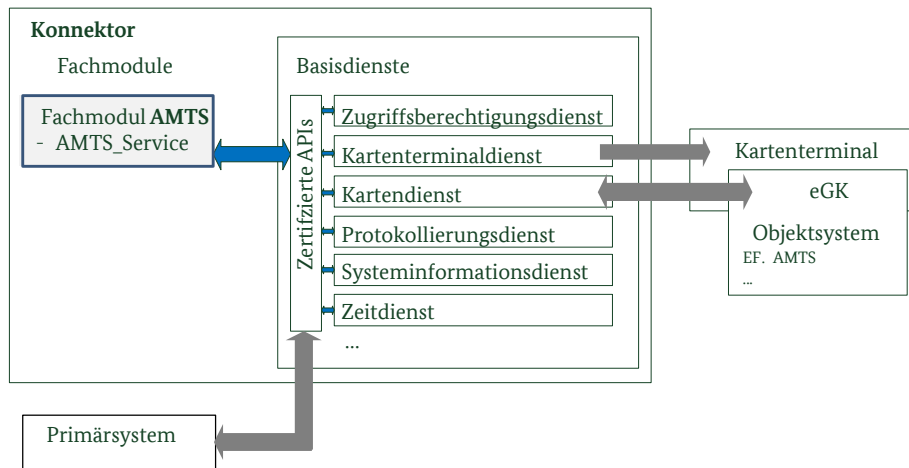 Konnektor
Fachmodule
Basisdienste
Fachmodul AMTS
- AMTS_Service
Zertifzierte APIs
Zugriffsberechtigungsdienst
Kartenterminaldienst
Kartendienst
Protokollierungsdienst
Systeminformationsdienst
Zeitdienst
...
Kartenterminal
eGK
Objektsystem
EF. AMTS
...
Primärsystem